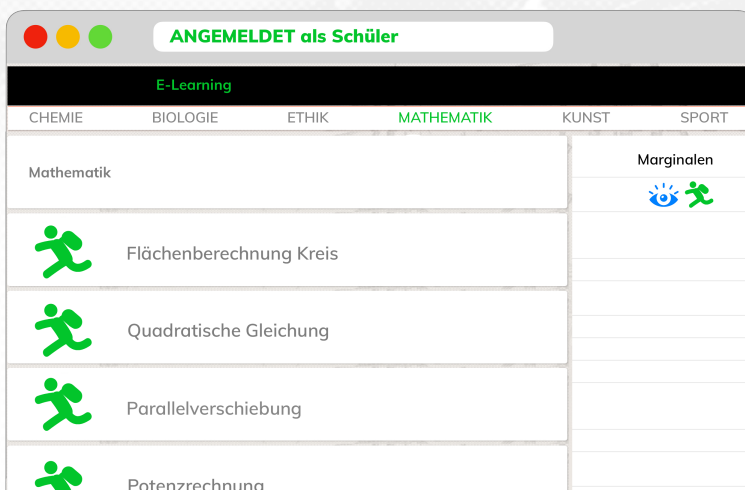 ANGEMELDET als Schüler
E-Learning
CHEMIE BIOLOGIE ETHIK MATHEMATIK KUNST SPORT
Mathematik
Marginalen
Flächenberechnung Kreis
Quadratische Gleichung
Parallelverschiebung
Potenzrechnung